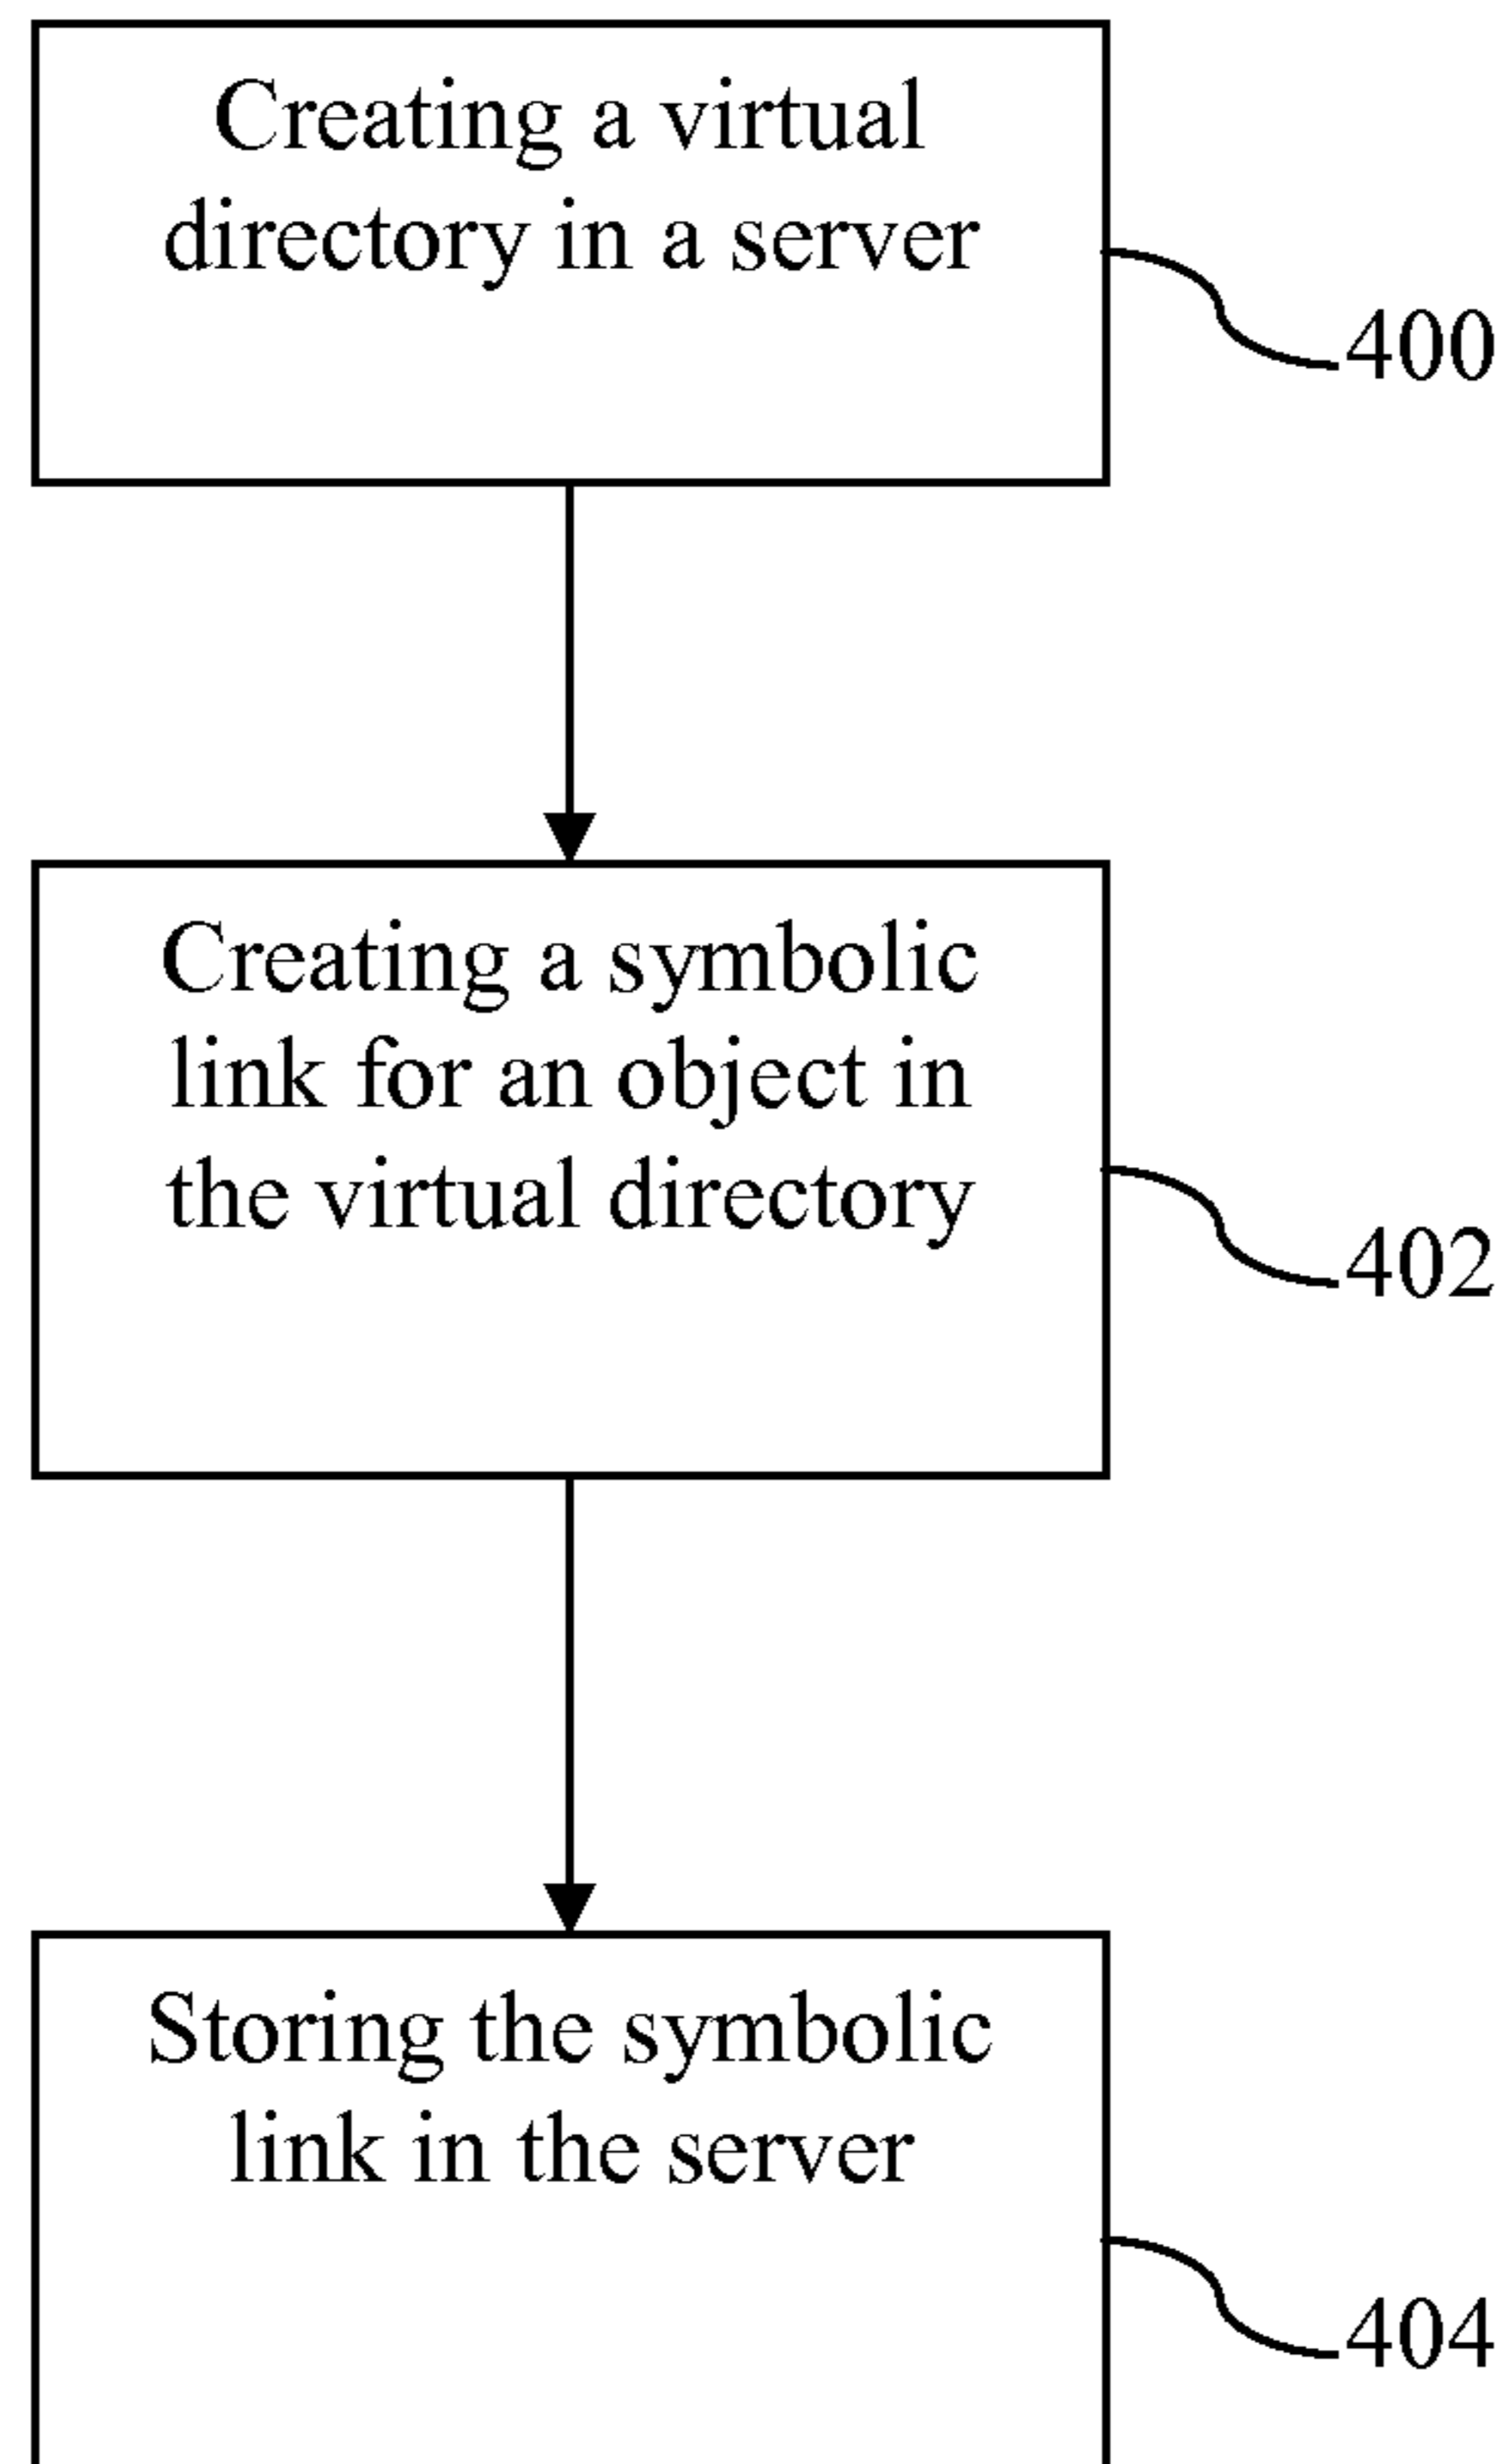 Creating a virtual
directory in a server
400
Creating a symbolic
link for an object in
the virtual directory
402
Storing the symbolic
link in the server
404